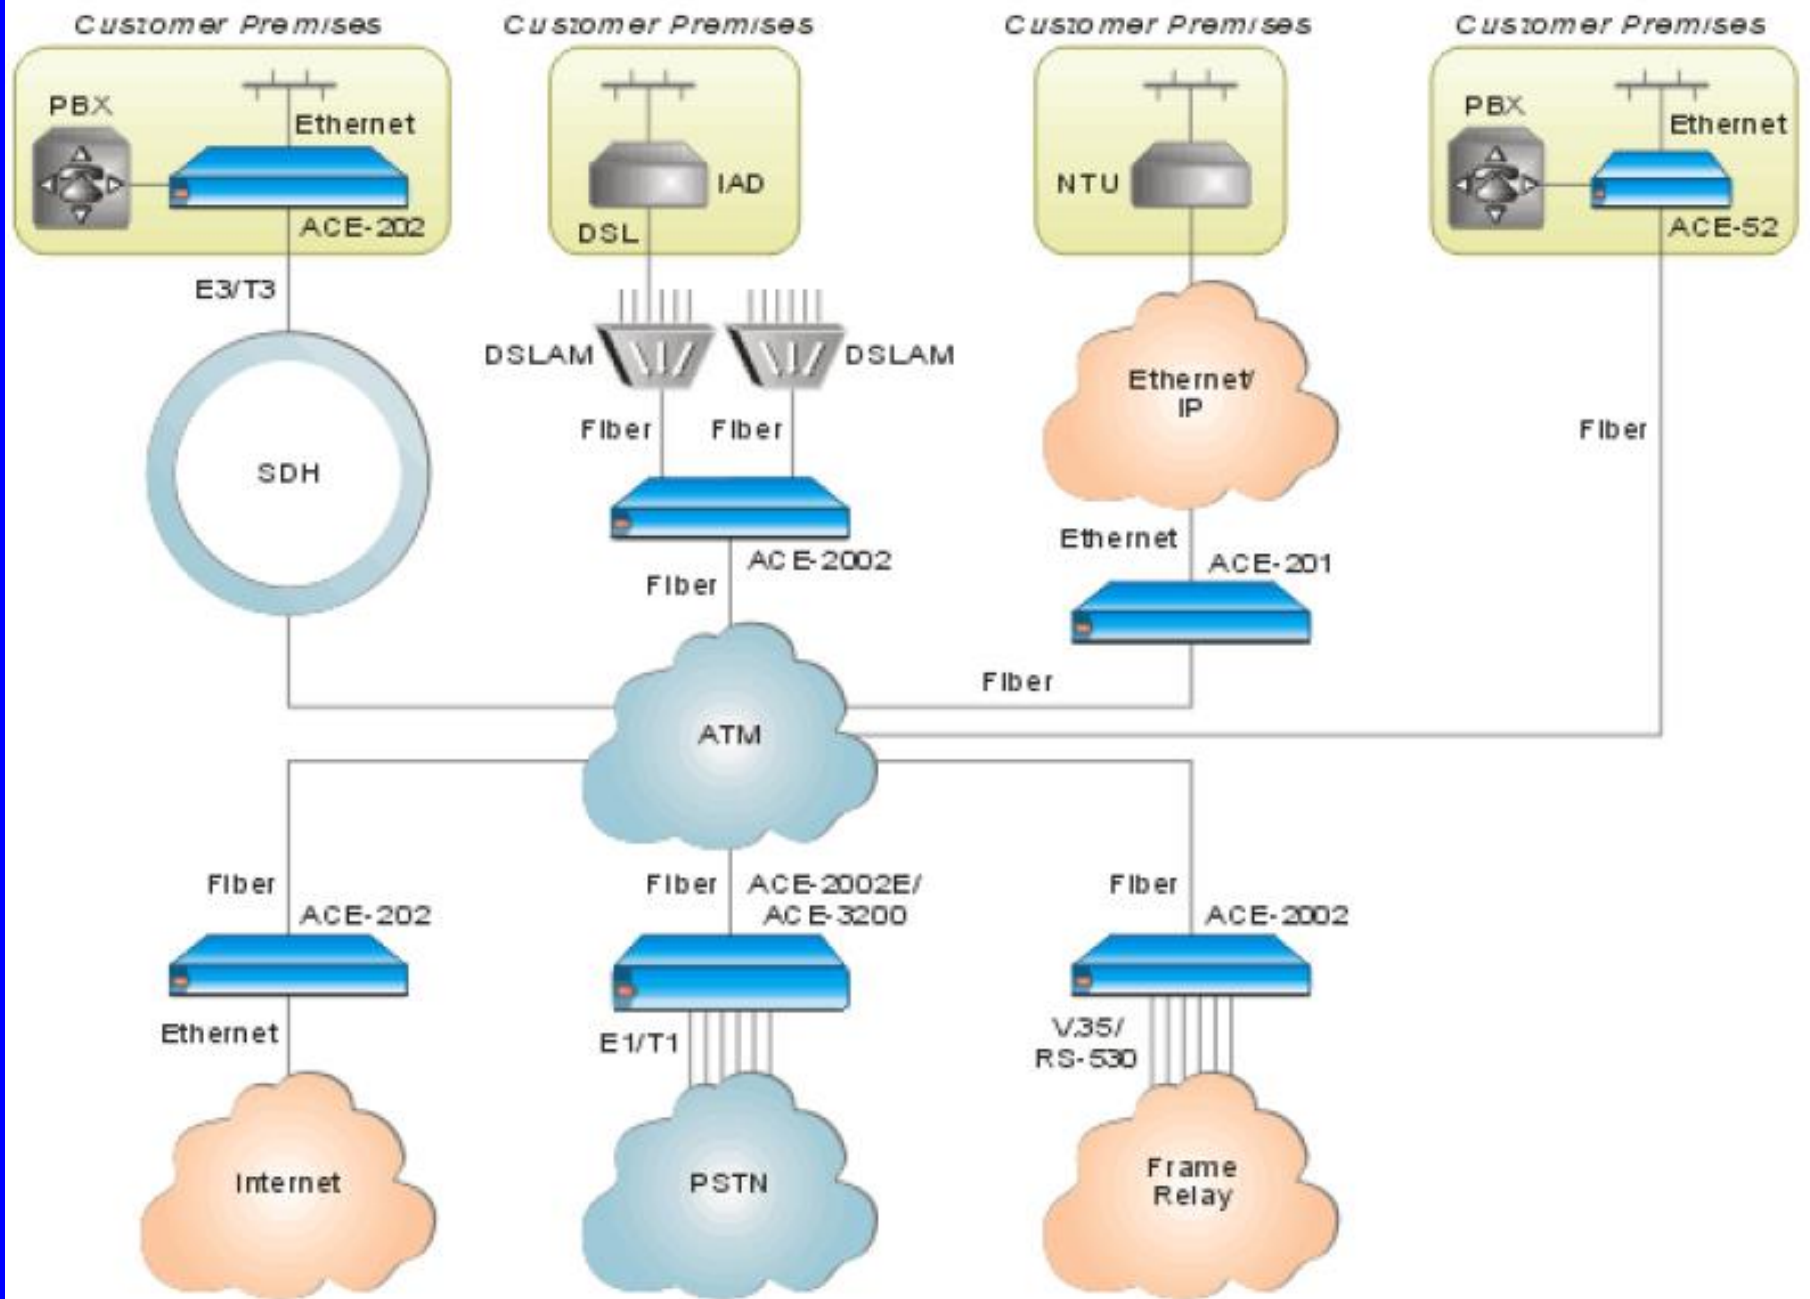 Customer Premises
Customer Premises
Customer Premises
Customer Premises
PBX
Ethernet
ACE-202
IAD
DSL
NTU
PBX
Ethernet
ACE-52
E3/T3
DSLAM
DSLAM
Ethernet/
IP
Fiber
Fiber
Fiber
SDH
Ethernet
ACE-2002
ACE-201
Fiber
Fiber
ATM
Fiber
ACE-202
Fiber
ACE-2002E/
ACE-3200
Fiber
ACE-2002
Ethernet
E1/T1
V.35/
RS-530
Internet
PSTN
Frame
Relay